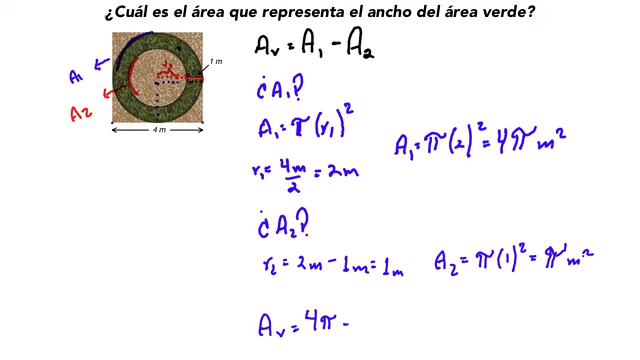 ¿Cuál es el área que representa el ancho del área verde?
A₁
A₂
r₂
1 m
4 m
Aᵥ = A₁ - A₂
¿A₁?
A₁ = π(r₁)²
r₁ = 4m/2 = 2m
A₁ = π(2)² = 4π m²
¿A₂?
r₂ = 2m - 1m = 1m
A₂ = π(1)² = π m²
Aᵥ = 4π -